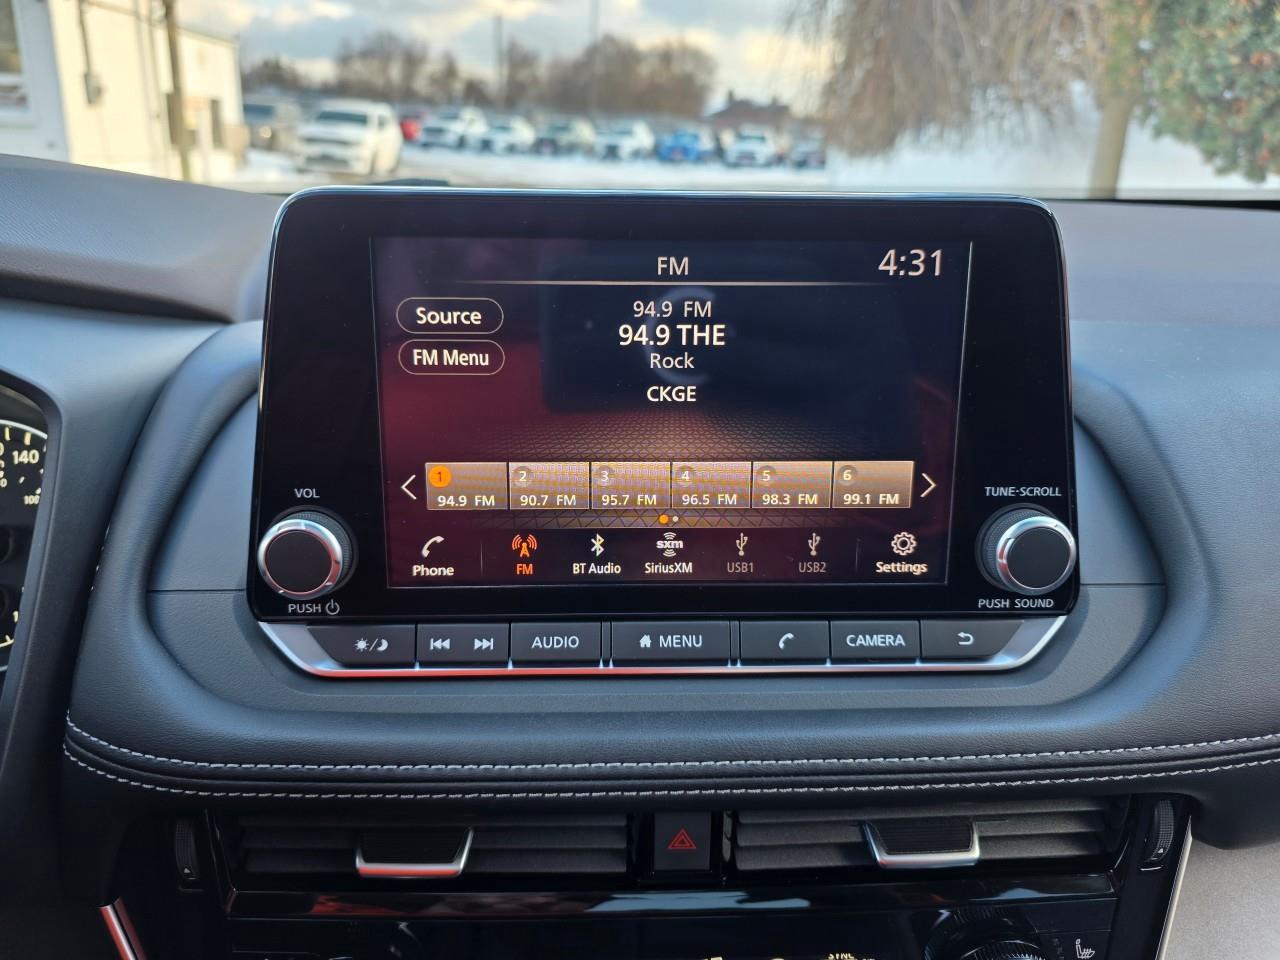 FM
4:31
Source
94.9 FM
94.9 THE
FM Menu
Rock
CKGE
1 2 3 4 5 6
94.9 FM 90.7 FM 95.7 FM 96.5 FM 98.3 FM 99.1 FM
sxm
Phone FM BT Audio SiriusXM USB1 USB2 Settings
VOL
PUSH
TUNE·SCROLL
PUSH SOUND
AUDIO MENU CAMERA
140
100